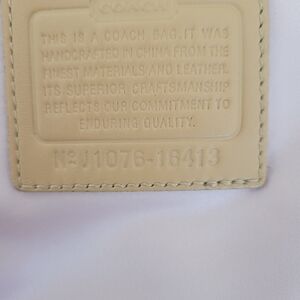 COACH
THIS IS A COACH BAG. IT WAS
HANDCRAFTED IN CHINA FROM THE
FINEST MATERIALS AND LEATHER.
ITS SUPERIOR CRAFTSMANSHIP
REFLECTS OUR COMMITMENT TO
ENDURING QUALITY.
Nº J1076-16413